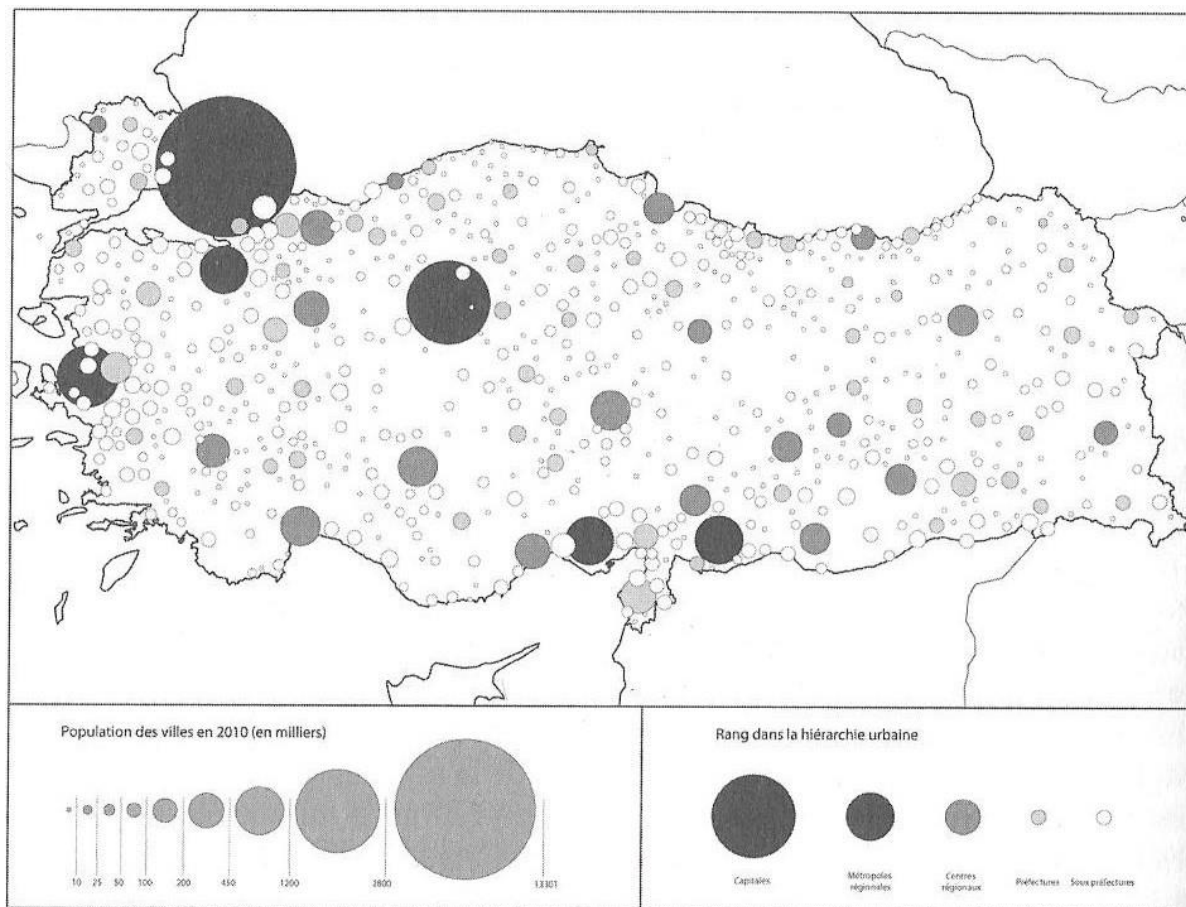 Population des villes en 2010 (en milliers)
10 25 50 100 200 450 1200 2800 13301
Rang dans la hiérarchie urbaine
Capitales
Métropoles
régionales
Centres
régionaux
Préfectures
Sous préfectures